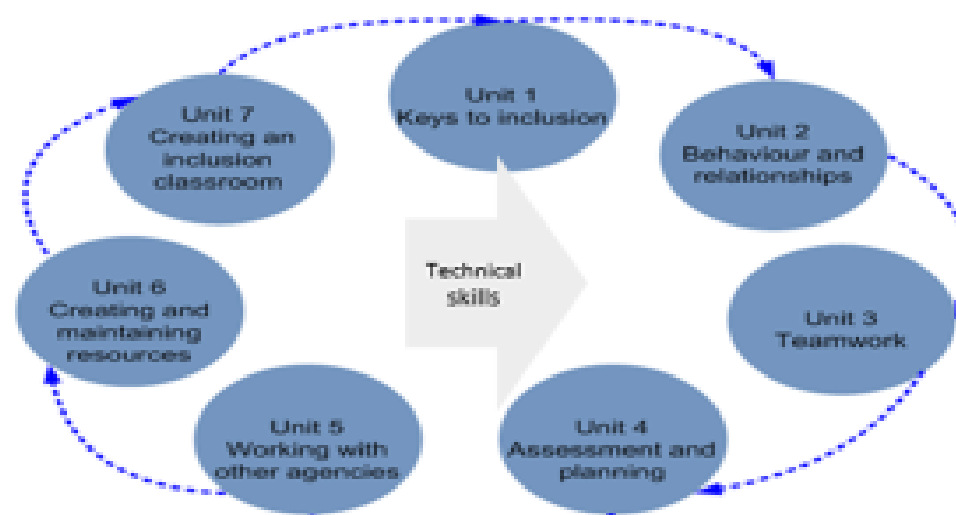 Unit 1
Keys to inclusion
Unit 2
Behaviour and
relationships
Unit 3
Teamwork
Unit 4
Assessment and
planning
Unit 5
Working with
other agencies
Unit 6
Creating and
maintaining
resources
Unit 7
Creating an
inclusion
classroom
Technical
skills